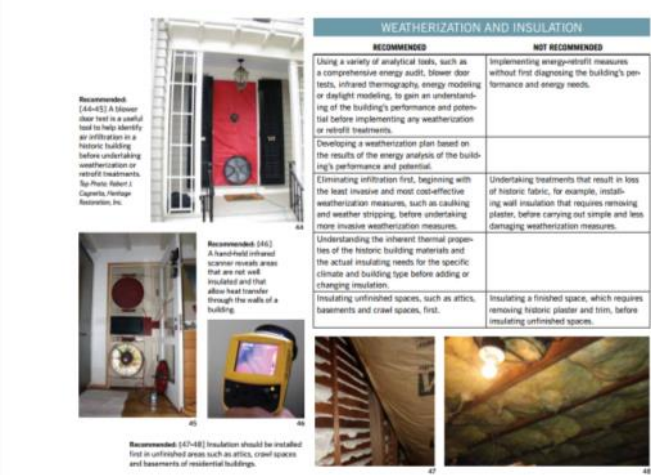 WEATHERIZATION AND INSULATION
RECOMMENDED
NOT RECOMMENDED
Using a variety of analytical tools, such as
a comprehensive energy audit, blower door
tests, infrared thermography, energy modeling
or daylight modeling, to gain an understand-
ing of the building's performance and poten-
tial before implementing any weatherization
or retrofit treatments.
Implementing energy-retrofit measures
without first diagnosing the building's per-
formance and energy needs.
Developing a weatherization plan based on
the results of the energy analysis of the build-
ing's performance and potential.
Eliminating infiltration first, beginning with
the least invasive and most cost-effective
weatherization measures, such as caulking
and weather stripping, before undertaking
more invasive weatherization measures.
Undertaking treatments that result in loss
of historic fabric, for example, install-
ing wall insulation that requires removing
plaster, before carrying out simple and less
damaging weatherization measures.
Understanding the inherent thermal proper-
ties of the historic building materials and
the actual insulating needs for the specific
climate and building type before adding or
changing insulation.
Insulating unfinished spaces, such as attics,
basements and crawl spaces, first.
Insulating a finished space, which requires
removing historic plaster and trim, before
insulating unfinished spaces.
Recommended:
[44-45] A blower
door test is a useful
tool to help identify
air infiltration in a
historic building
before undertaking
weatherization or
retrofit treatments.
Top Photo: Robert J.
Cagnetta, Heritage
Restoration, Inc.
44
Recommended: [46]
A hand-held infrared
scanner reveals areas
that are not well
insulated and that
allow heat transfer
through the walls of a
building.
45
46
Recommended: [47-48] Insulation should be installed
first in unfinished areas such as attics, crawl spaces
and basements of residential buildings.
47
48